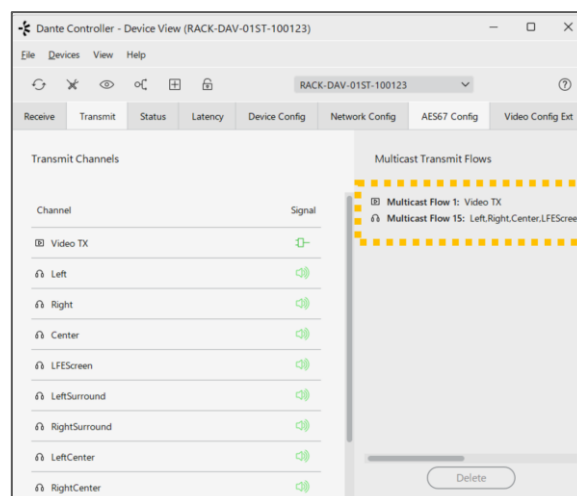 Dante Controller - Device View (RACK-DAV-01ST-100123)
File Devices View Help
RACK-DAV-01ST-100123
Receive Transmit Status Latency Device Config Network Config AES67 Config Video Config Ext
Transmit Channels
Channel Signal
Video TX
Left
Right
Center
LFEScreen
LeftSurround
RightSurround
LeftCenter
RightCenter
Multicast Transmit Flows
Multicast Flow 1: Video TX
Multicast Flow 15: Left,Right,Center,LFEScree
Delete